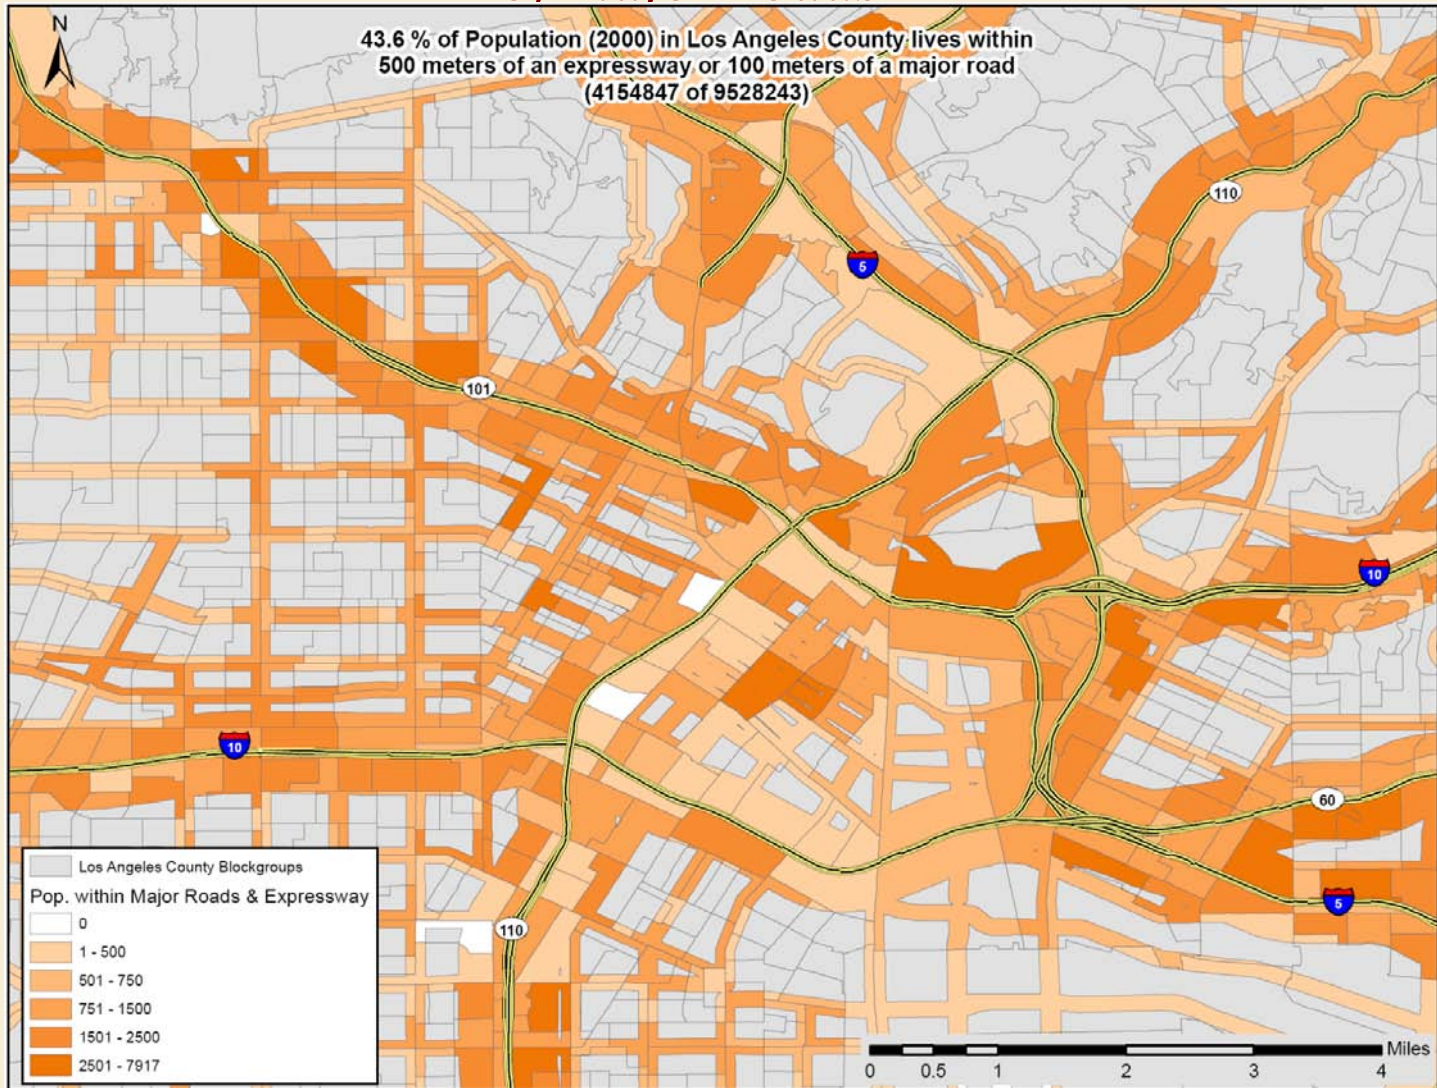 N
43.6 % of Population (2000) in Los Angeles County lives within
500 meters of an expressway or 100 meters of a major road
(4154847 of 9528243)
110
5
101
10
10
60
5
110
Los Angeles County Blockgroups
Pop. within Major Roads & Expressway
0
1 - 500
501 - 750
751 - 1500
1501 - 2500
2501 - 7917
Miles
0 0.5 1 2 3 4